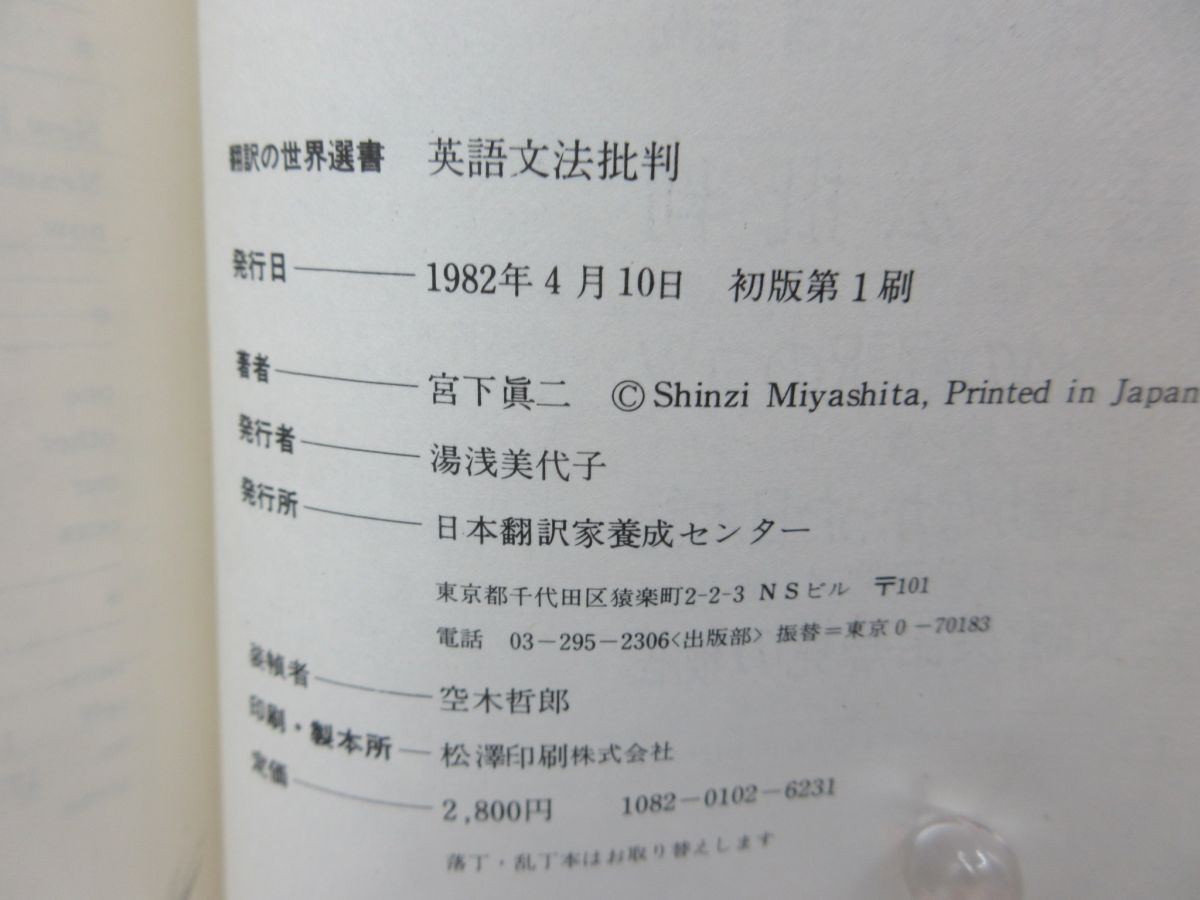 翻訳の世界選書 英語文法批判
発行日 1982年4月10日 初版第1刷
著者 宮下眞二 © Shinzi Miyashita, Printed in Japan
発行者 湯浅美代子
発行所 日本翻訳家養成センター
東京都千代田区猿楽町2-2-3 NSビル 〒101
電話 03-295-2306〈出版部〉 振替=東京0-70183
装幀者 空木哲郎
印刷・製本所 松澤印刷株式会社
定価 2,800円 1082-0102-6231
落丁・乱丁本はお取り替えします